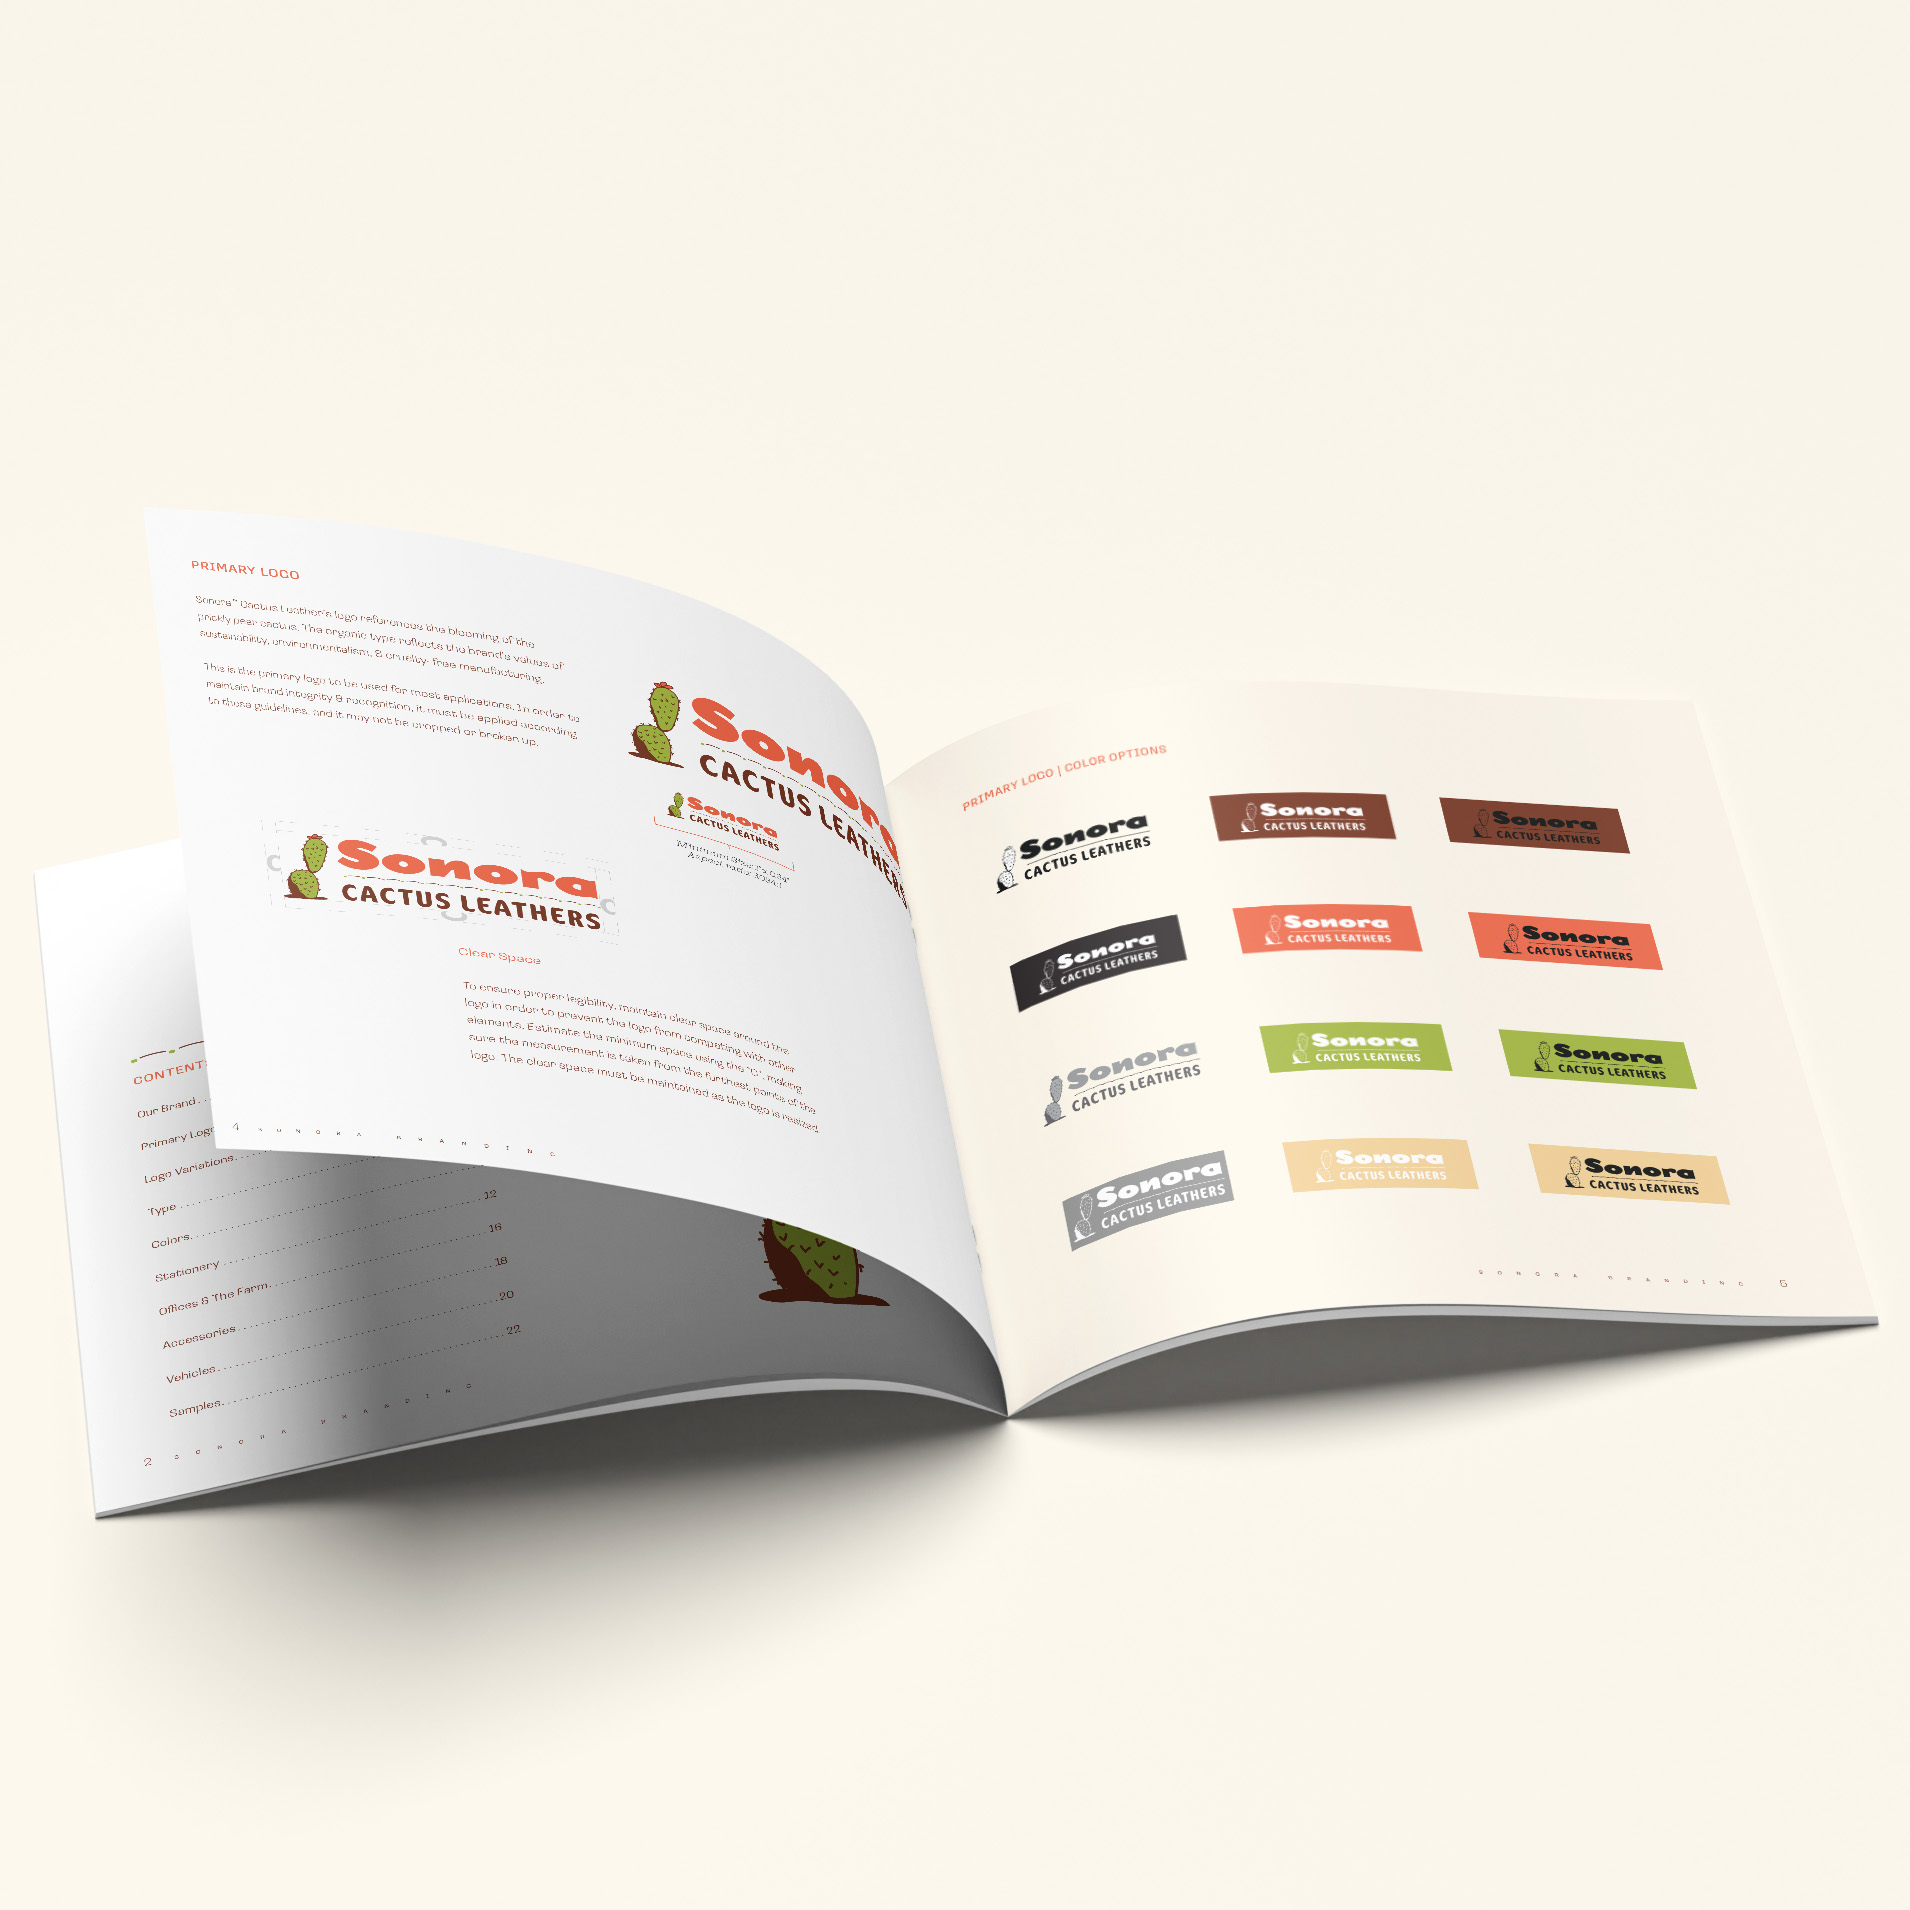 PRIMARY LOGO
Sonora™ Cactus Leather's logo references the blooming of the
prickly pear cactus. The organic type reflects the brand's values of
sustainability, environmentalism, & cruelty-free manufacturing.
This is the primary logo to be used for most applications. In order to
maintain brand integrity & recognition, it must be applied according
to these guidelines, and it may not be cropped or broken up.
Sonora
CACTUS LEATHERS
Sonora
CACTUS LEATHERS
Minimum Size: 1"x
Aspect ratio:
C
C
Sonora
C
CACTUS LEATHERS
C
Clear Space
To ensure proper legibility, maintain clear space around the
logo in order to prevent the logo from competing with other
elements. Estimate the minimum space using the "C", making
sure the measurement is taken from the furthest points of the
logo. The clear space must be maintained as the logo is resized.
4 SONORA BRANDING
CONTENTS
Our Brand
Primary Logo
Logo Variations
Type
Colors 12
Stationery 16
Offices & The Farm 18
Accessories 20
Vehicles 22
Samples
2 SONORA BRANDING
PRIMARY LOGO | COLOR OPTIONS
Sonora
CACTUS LEATHERS
Sonora
CACTUS LEATHERS
Sonora
CACTUS LEATHERS
Sonora
CACTUS LEATHERS
Sonora
CACTUS LEATHERS
Sonora
CACTUS LEATHERS
Sonora
CACTUS LEATHERS
Sonora
CACTUS LEATHERS
Sonora
CACTUS LEATHERS
Sonora
CACTUS LEATHERS
Sonora
CACTUS LEATHERS
Sonora
CACTUS LEATHERS
SONORA BRANDING 5